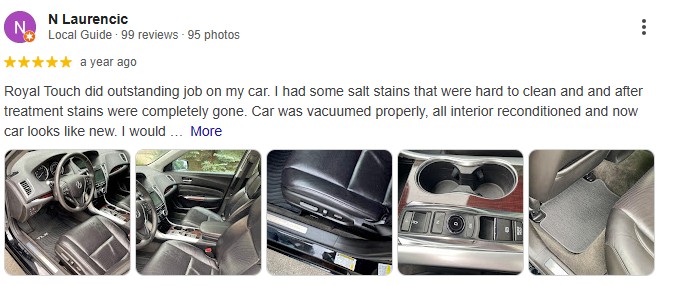 N
N Laurencic
Local Guide · 99 reviews · 95 photos
a year ago
Royal Touch did outstanding job on my car. I had some salt stains that were hard to clean and and after
treatment stains were completely gone. Car was vacuumed properly, all interior reconditioned and now
car looks like new. I would … More